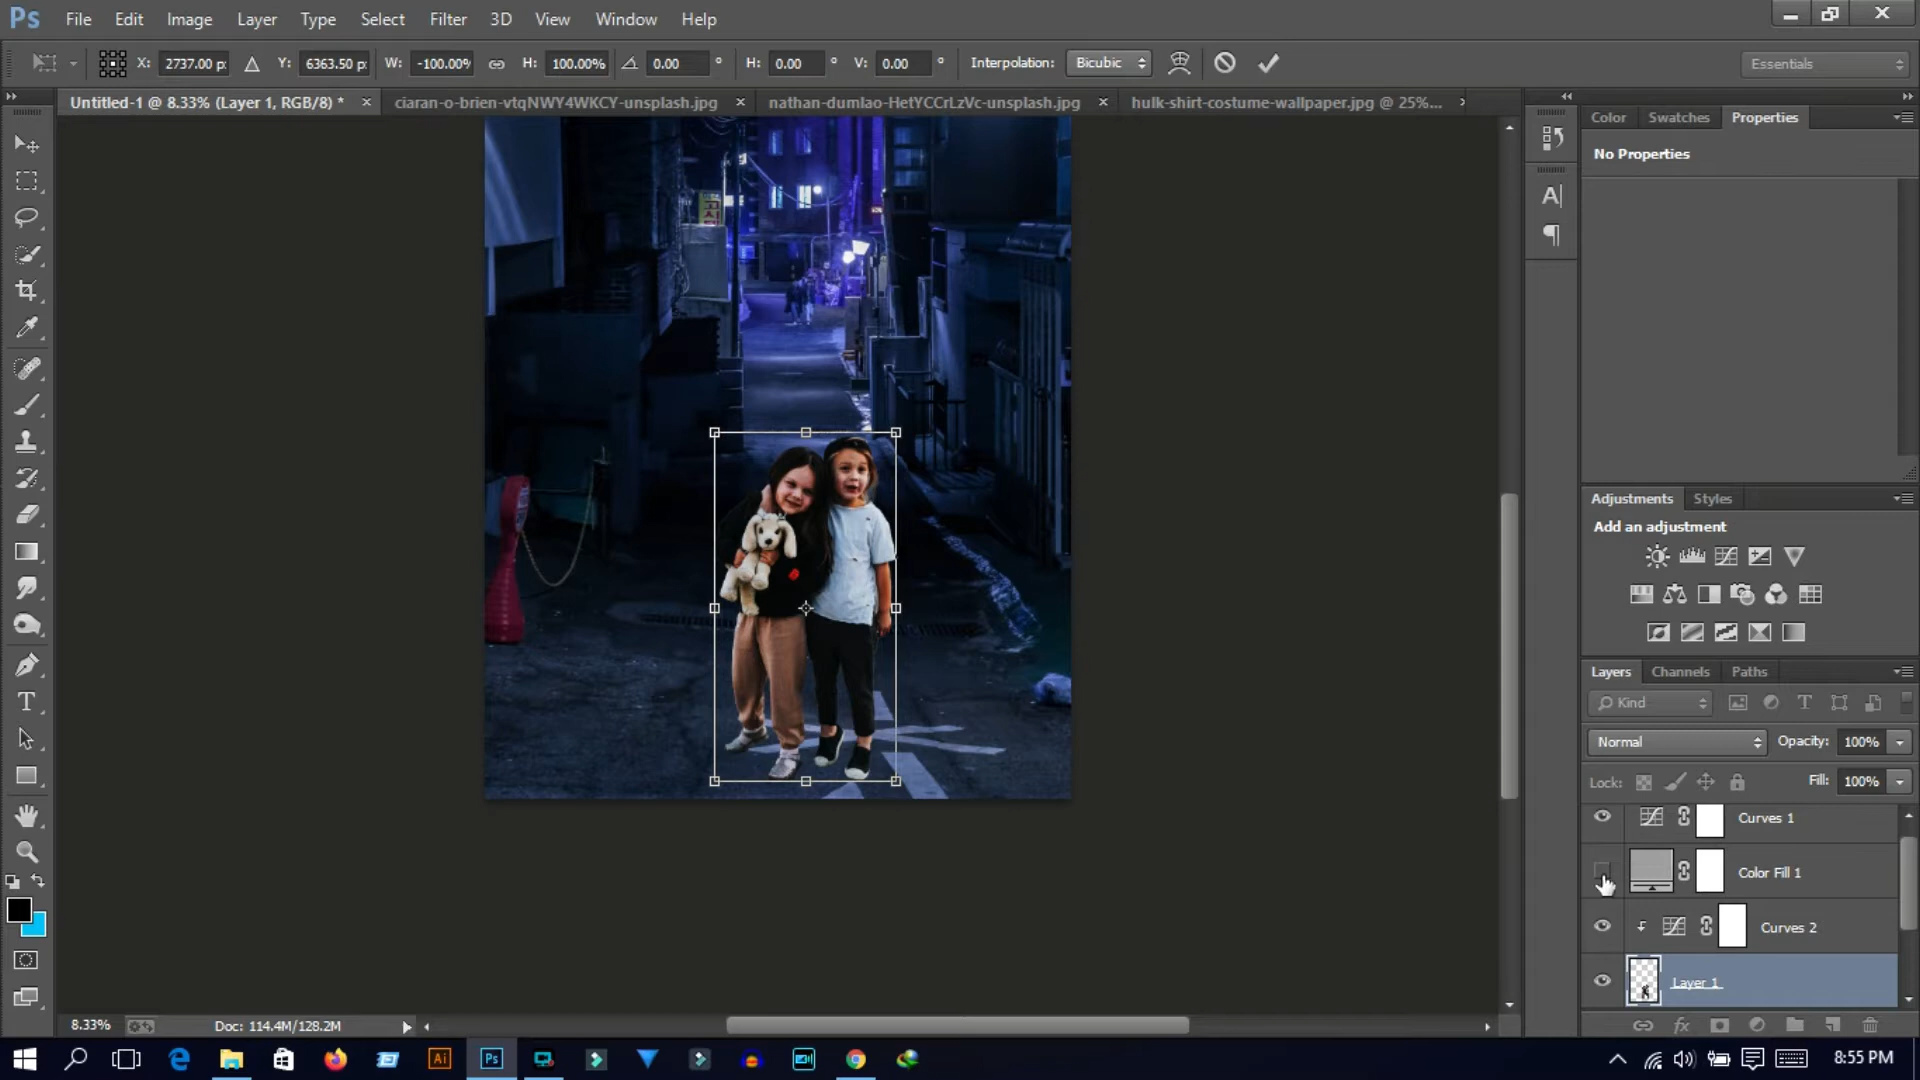 Ps File Edit Image Layer Type Select Filter 3D View Window Help
X: 2737.00 p: Y: 6363.50 p: W: -100.00% H: 100.00% 0.00 ° H: 0.00 ° V: 0.00 ° Interpolation: Bicubic Essentials
Untitled-1 @ 8.33% (Layer 1, RGB/8) * × ciaran-o-brien-vtqNWY4WKCY-unsplash.jpg × nathan-dumlao-HetYCCrLzVc-unsplash.jpg × hulk-shirt-costume-wallpaper.jpg @ 25%...
Color Swatches Properties
No Properties
Adjustments Styles
Add an adjustment
Layers Channels Paths
Kind
Normal Opacity: 100%
Lock: Fill: 100%
Curves 1
Color Fill 1
Curves 2
Layer 1
8.33% Doc: 114.4M/128.2M
Ai Ps 8:55 PM